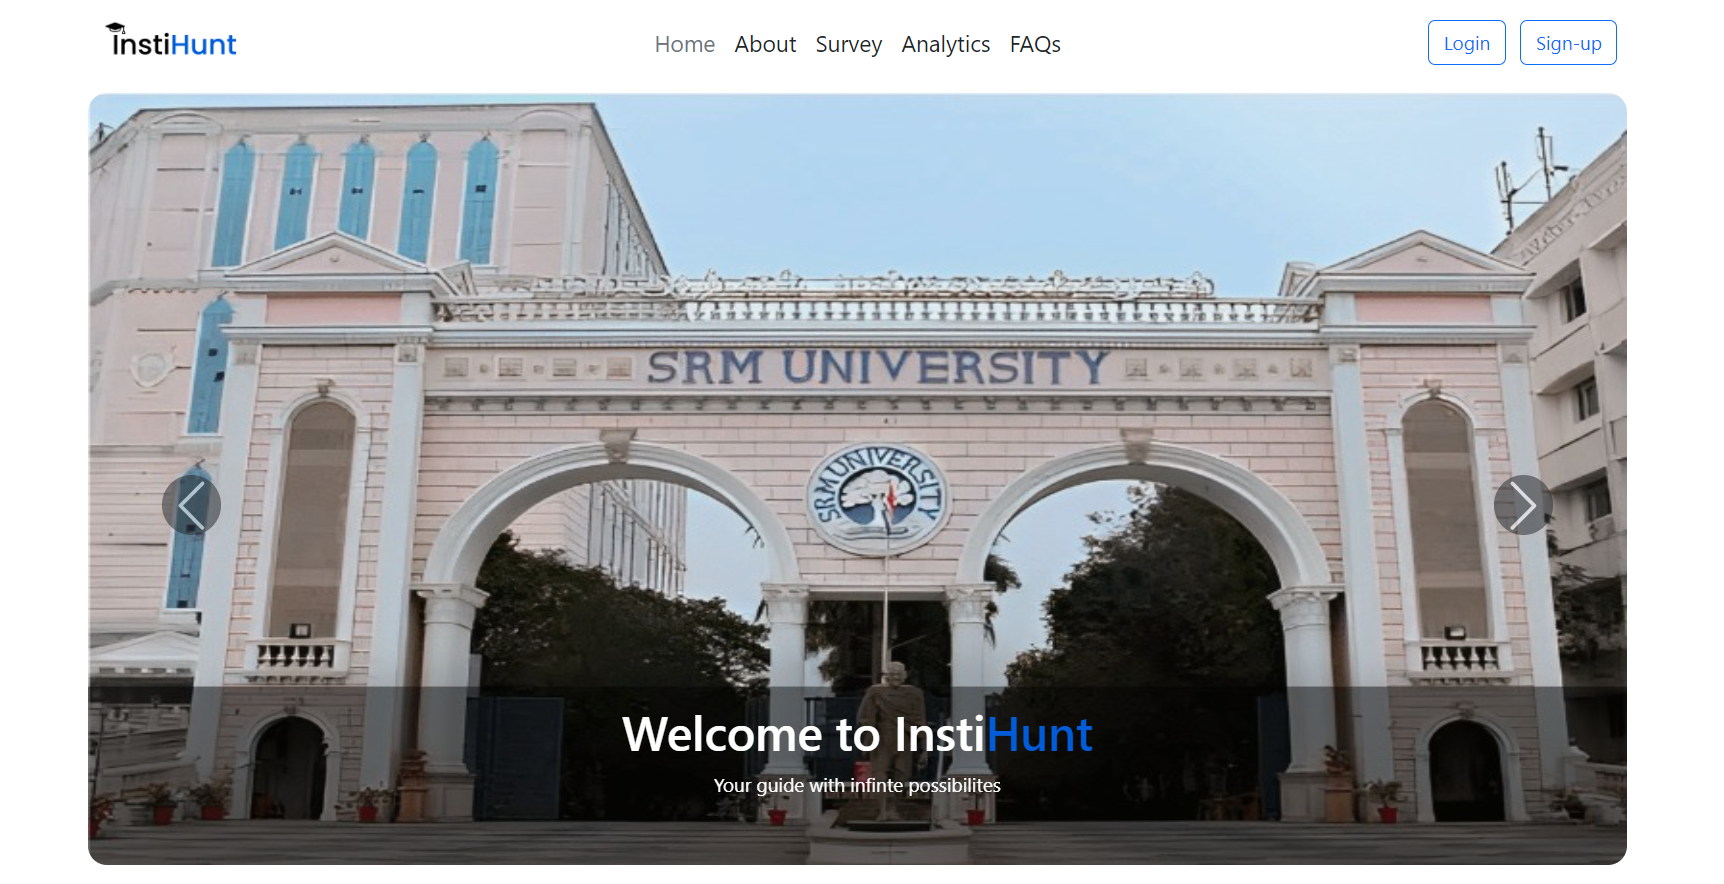 InstiHunt
Home About Survey Analytics FAQs
Login Sign-up
SRM UNIVERSITY
SRM UNIVERSITY
Welcome to InstiHunt
Your guide with infinte possibilites